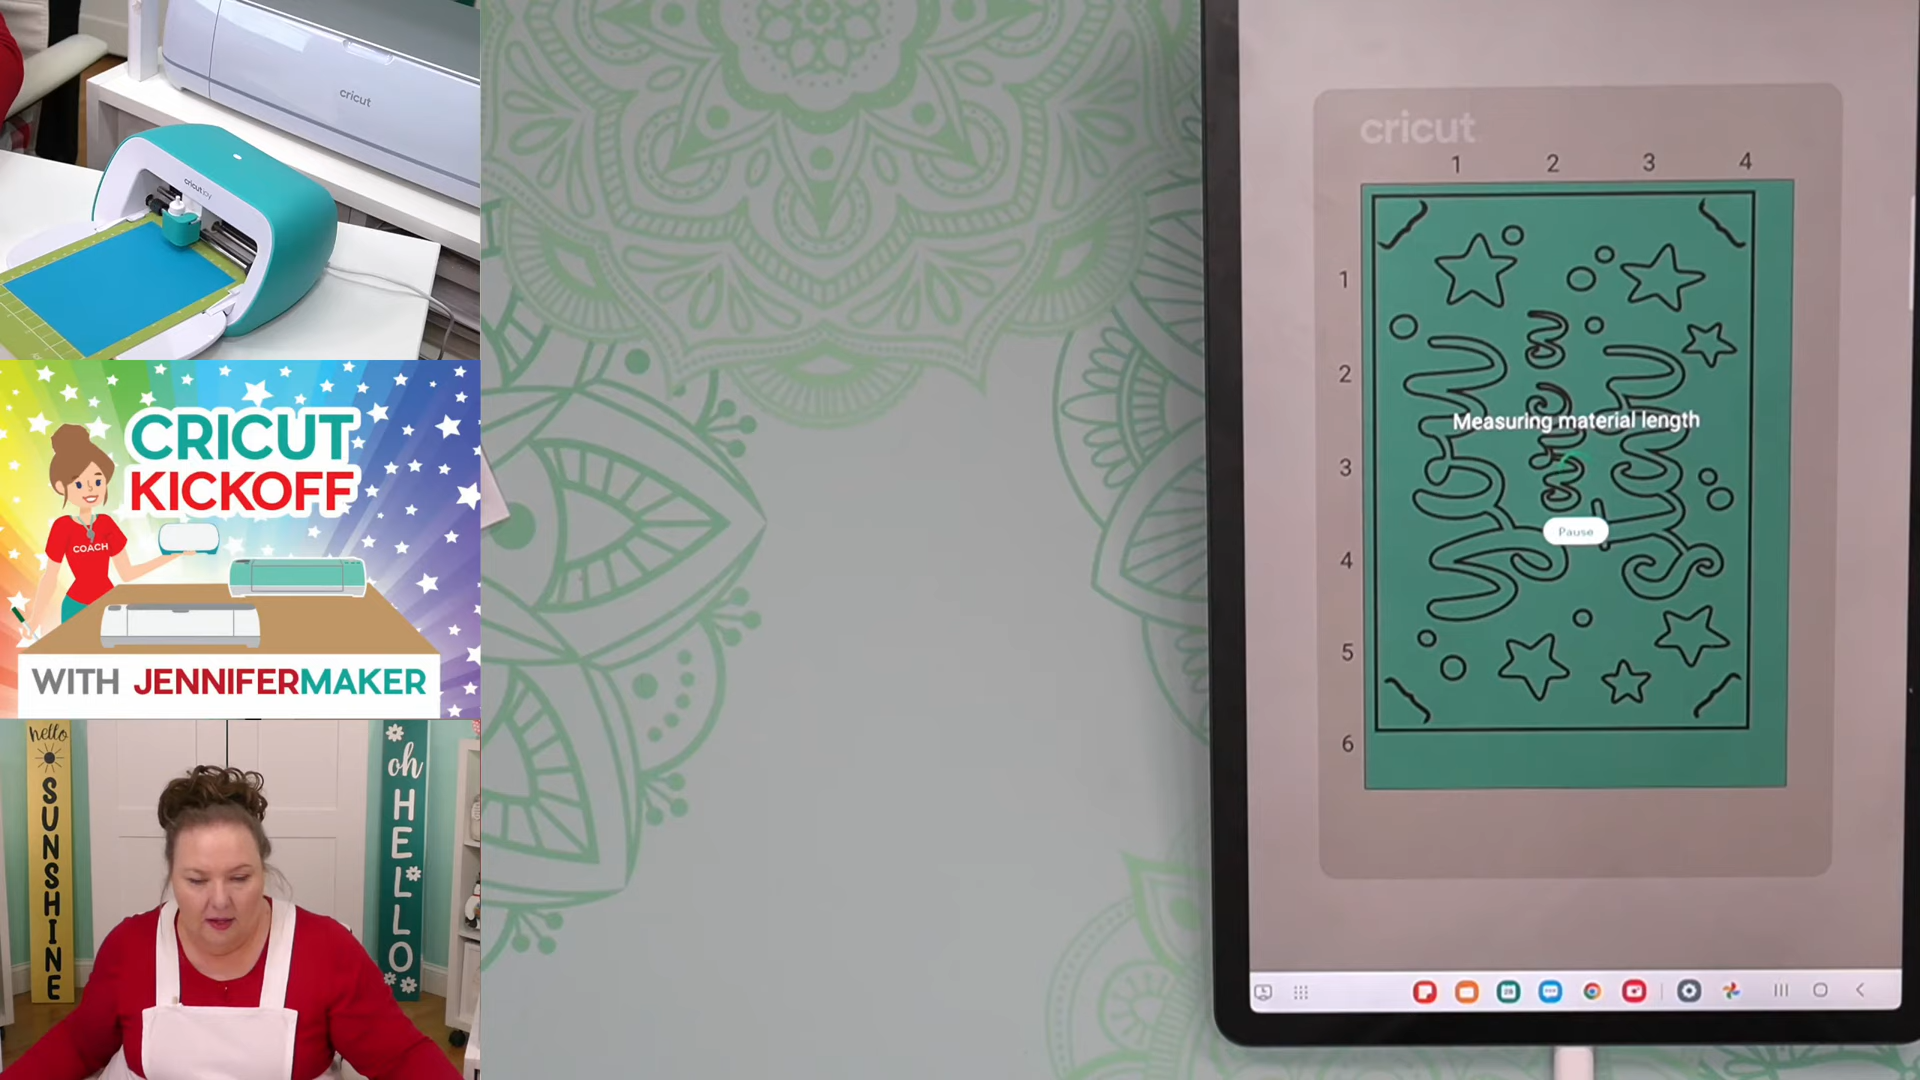 cricut
cricut joy
CRICUT
KICKOFF
COACH
WITH JENNIFERMAKER
hello
SUNSHINE
oh
HELLO
cricut
1 2 3 4
1
2
3
4
5
6
Measuring material length
Pause